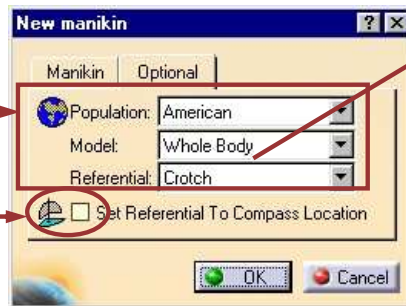 New manikin
Manikin Optional
Population: American
Model: Whole Body
Referential: Crotch
Set Referential To Compass Location
OK Cancel